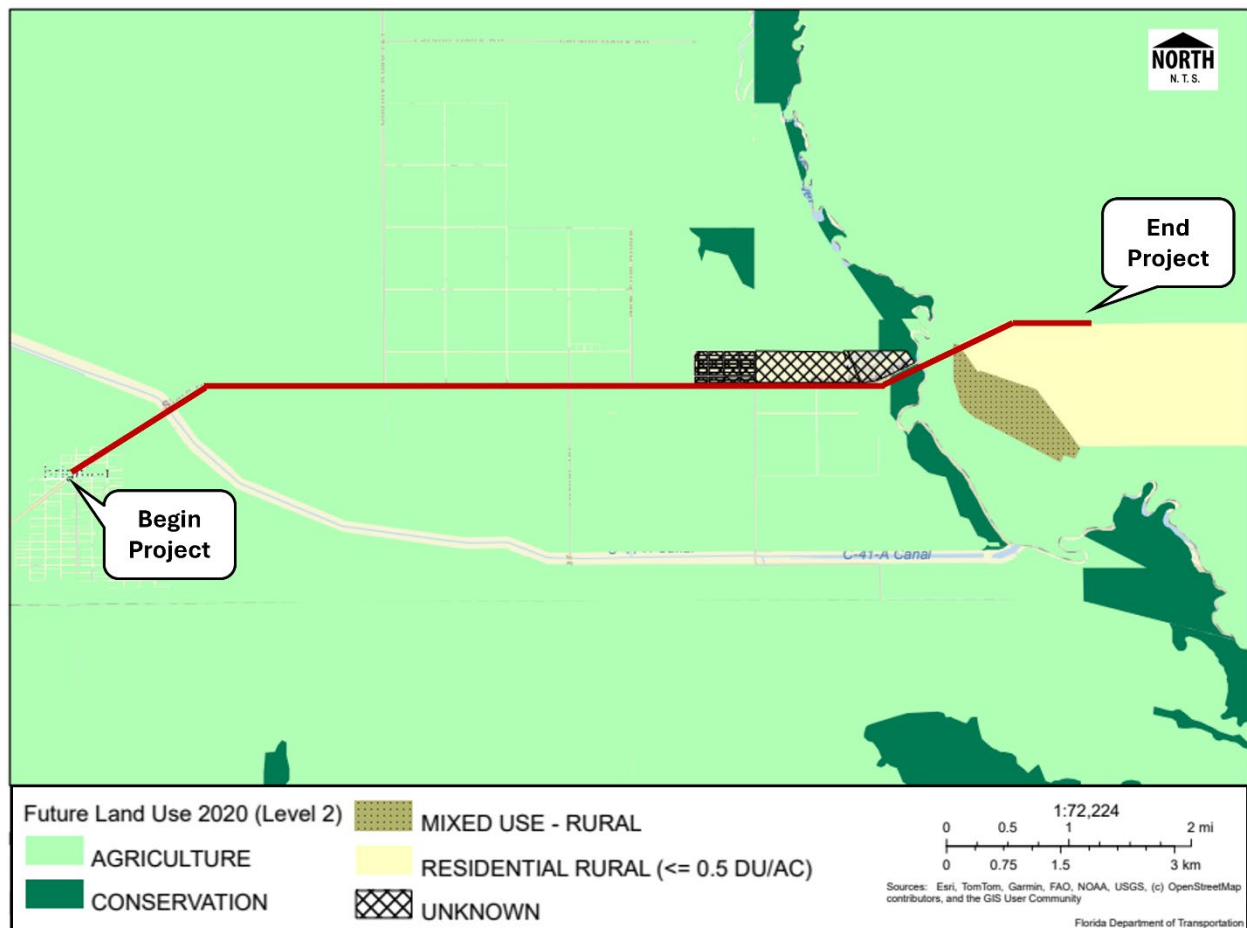 NORTH
N. T. S.
End
Project
Begin
Project
C-41-A Canal
Future Land Use 2020 (Level 2)
AGRICULTURE
CONSERVATION
MIXED USE - RURAL
RESIDENTIAL RURAL (<= 0.5 DU/AC)
UNKNOWN
1:72,224
0 0.5 1 2 mi
0 0.75 1.5 3 km
Sources: Esri, TomTom, Garmin, FAO, NOAA, USGS, (c) OpenStreetMap
contributors, and the GIS User Community
Florida Department of Transportation